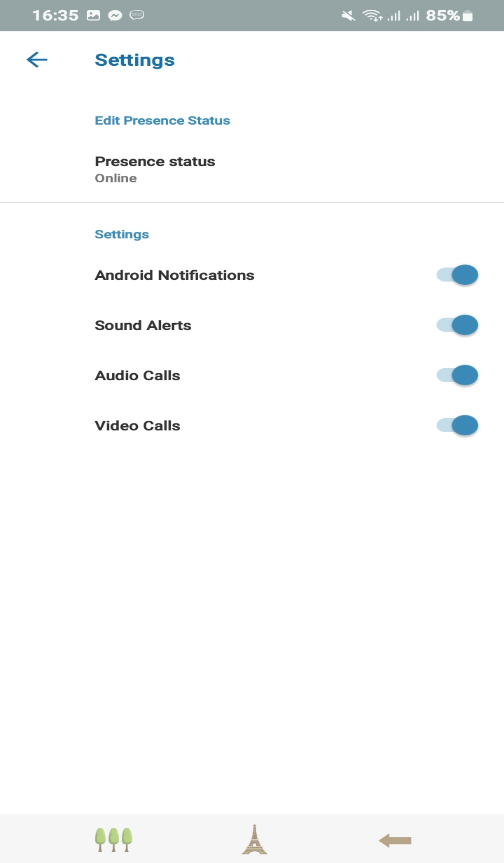 16:35 85%
Settings
Edit Presence Status
Presence status
Online
Settings
Android Notifications
Sound Alerts
Audio Calls
Video Calls